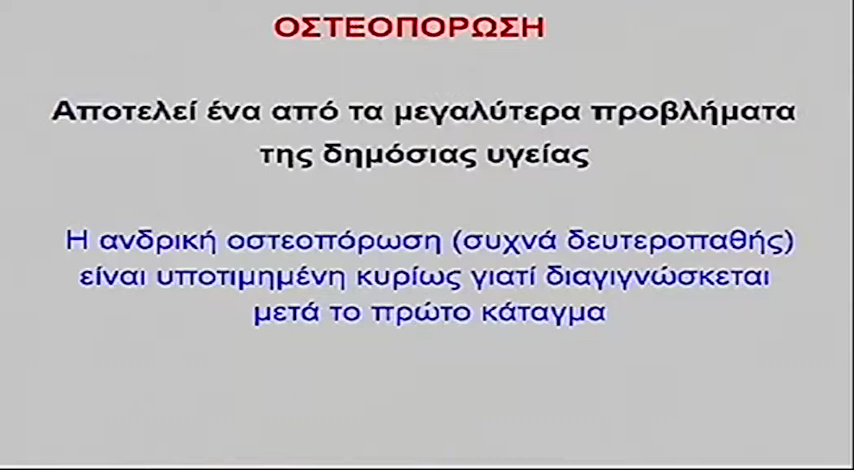 ΟΣΤΕΟΠΟΡΩΣΗ
Αποτελεί ένα από τα μεγαλύτερα προβλήματα
της δημόσιας υγείας
Η ανδρική οστεοπόρωση (συχνά δευτεροπαθής)
είναι υποτιμημένη κυρίως γιατί διαγιγνώσκεται
μετά το πρώτο κάταγμα